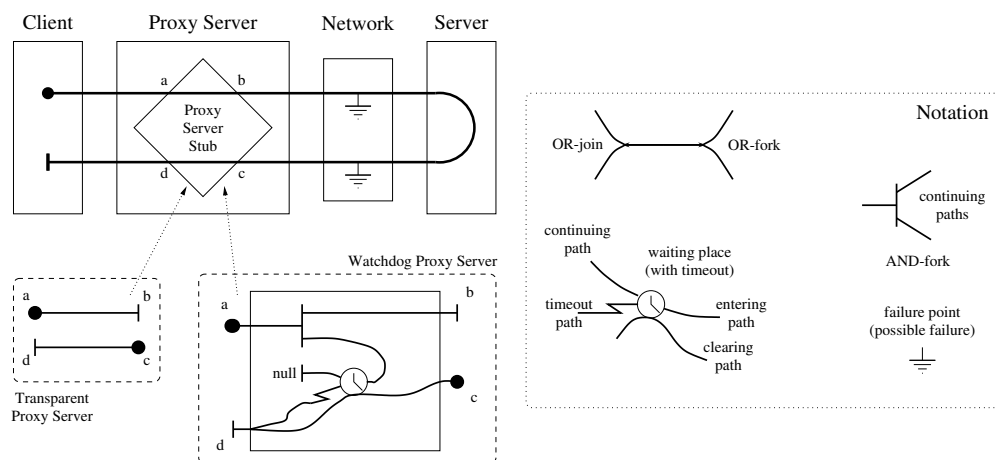 Client
Proxy Server
Network
Server
a
b
Proxy
Server
Stub
d
c
Notation
OR-join
OR-fork
continuing
paths
AND-fork
continuing
path
waiting place
(with timeout)
timeout
path
entering
path
clearing
path
failure point
(possible failure)
Watchdog Proxy Server
a
b
d
c
Transparent
Proxy Server
a
b
null
c
d